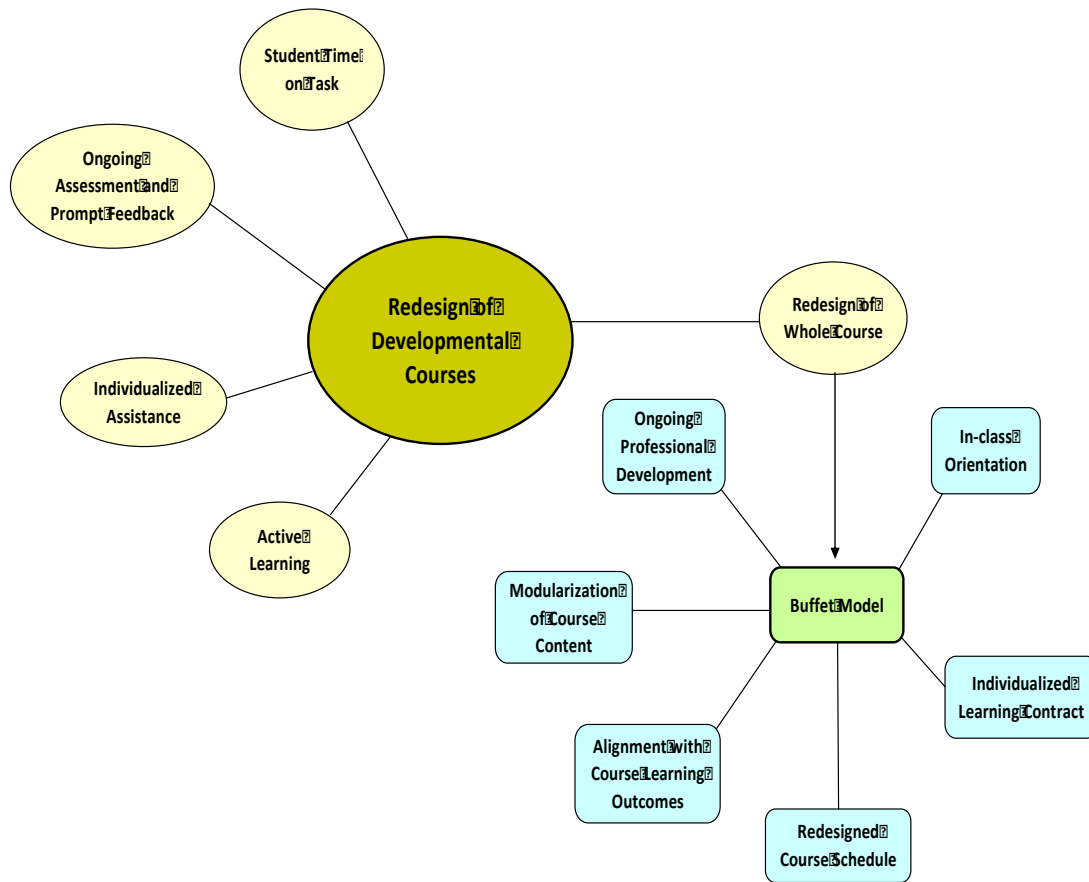 Student Time
on Task
Ongoing
Assessment and
Prompt Feedback
Redesign of
Developmental
Courses
Redesign of
Whole Course
Individualized
Assistance
Ongoing
Professional
Development
In-class
Orientation
Active
Learning
Modularization
of Course
Content
Buffet Model
Individualized
Learning Contract
Alignment with
Course Learning
Outcomes
Redesigned
Course Schedule